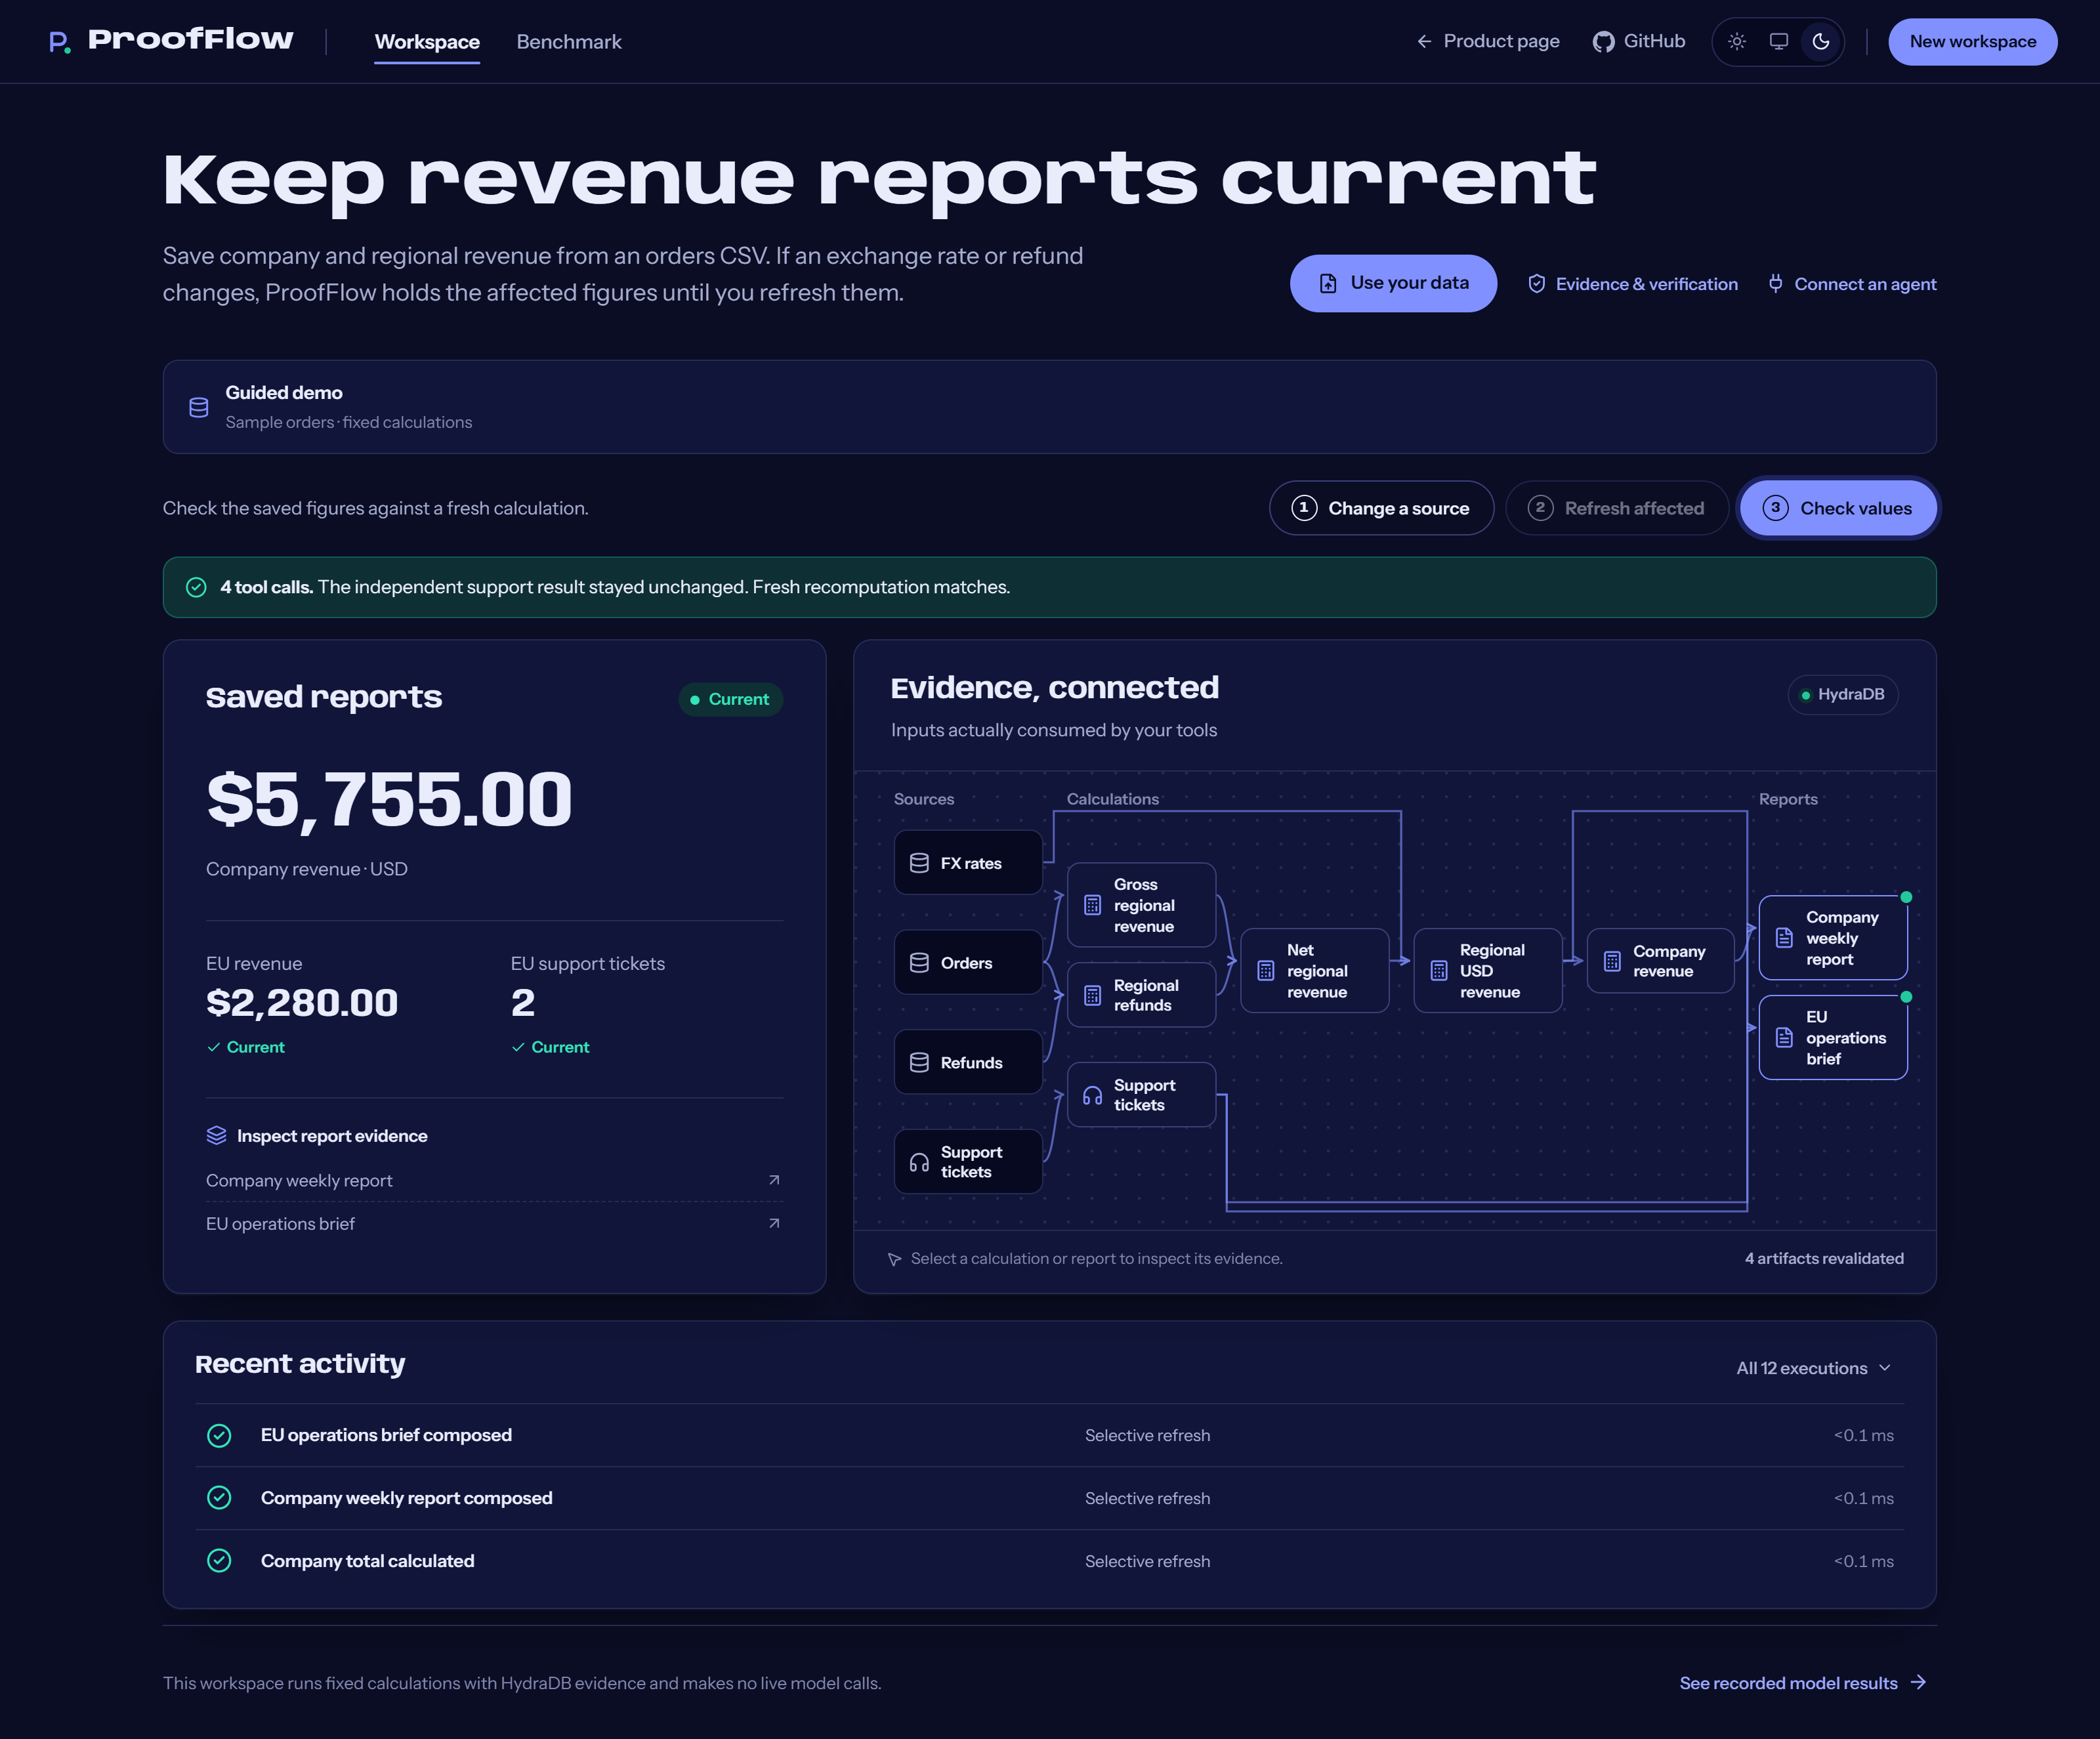 ProofFlow
Workspace
Benchmark
Product page
GitHub
New workspace
Keep revenue reports current
Save company and regional revenue from an orders CSV. If an exchange rate or refund
changes, ProofFlow holds the affected figures until you refresh them.
Use your data
Evidence & verification
Connect an agent
Guided demo
Sample orders · fixed calculations
Check the saved figures against a fresh calculation.
1 Change a source
2 Refresh affected
3 Check values
4 tool calls. The independent support result stayed unchanged. Fresh recomputation matches.
Saved reports
Current
$5,755.00
Company revenue · USD
EU revenue
$2,280.00
Current
EU support tickets
2
Current
Inspect report evidence
Company weekly report
EU operations brief
Evidence, connected
HydraDB
Inputs actually consumed by your tools
Sources
Calculations
Reports
FX rates
Orders
Refunds
Support
tickets
Gross
regional
revenue
Regional
refunds
Support
tickets
Net
regional
revenue
Regional
USD
revenue
Company
revenue
Company
weekly
report
EU
operations
brief
Select a calculation or report to inspect its evidence.
4 artifacts revalidated
Recent activity
All 12 executions
EU operations brief composed
Selective refresh
<0.1 ms
Company weekly report composed
Selective refresh
<0.1 ms
Company total calculated
Selective refresh
<0.1 ms
This workspace runs fixed calculations with HydraDB evidence and makes no live model calls.
See recorded model results